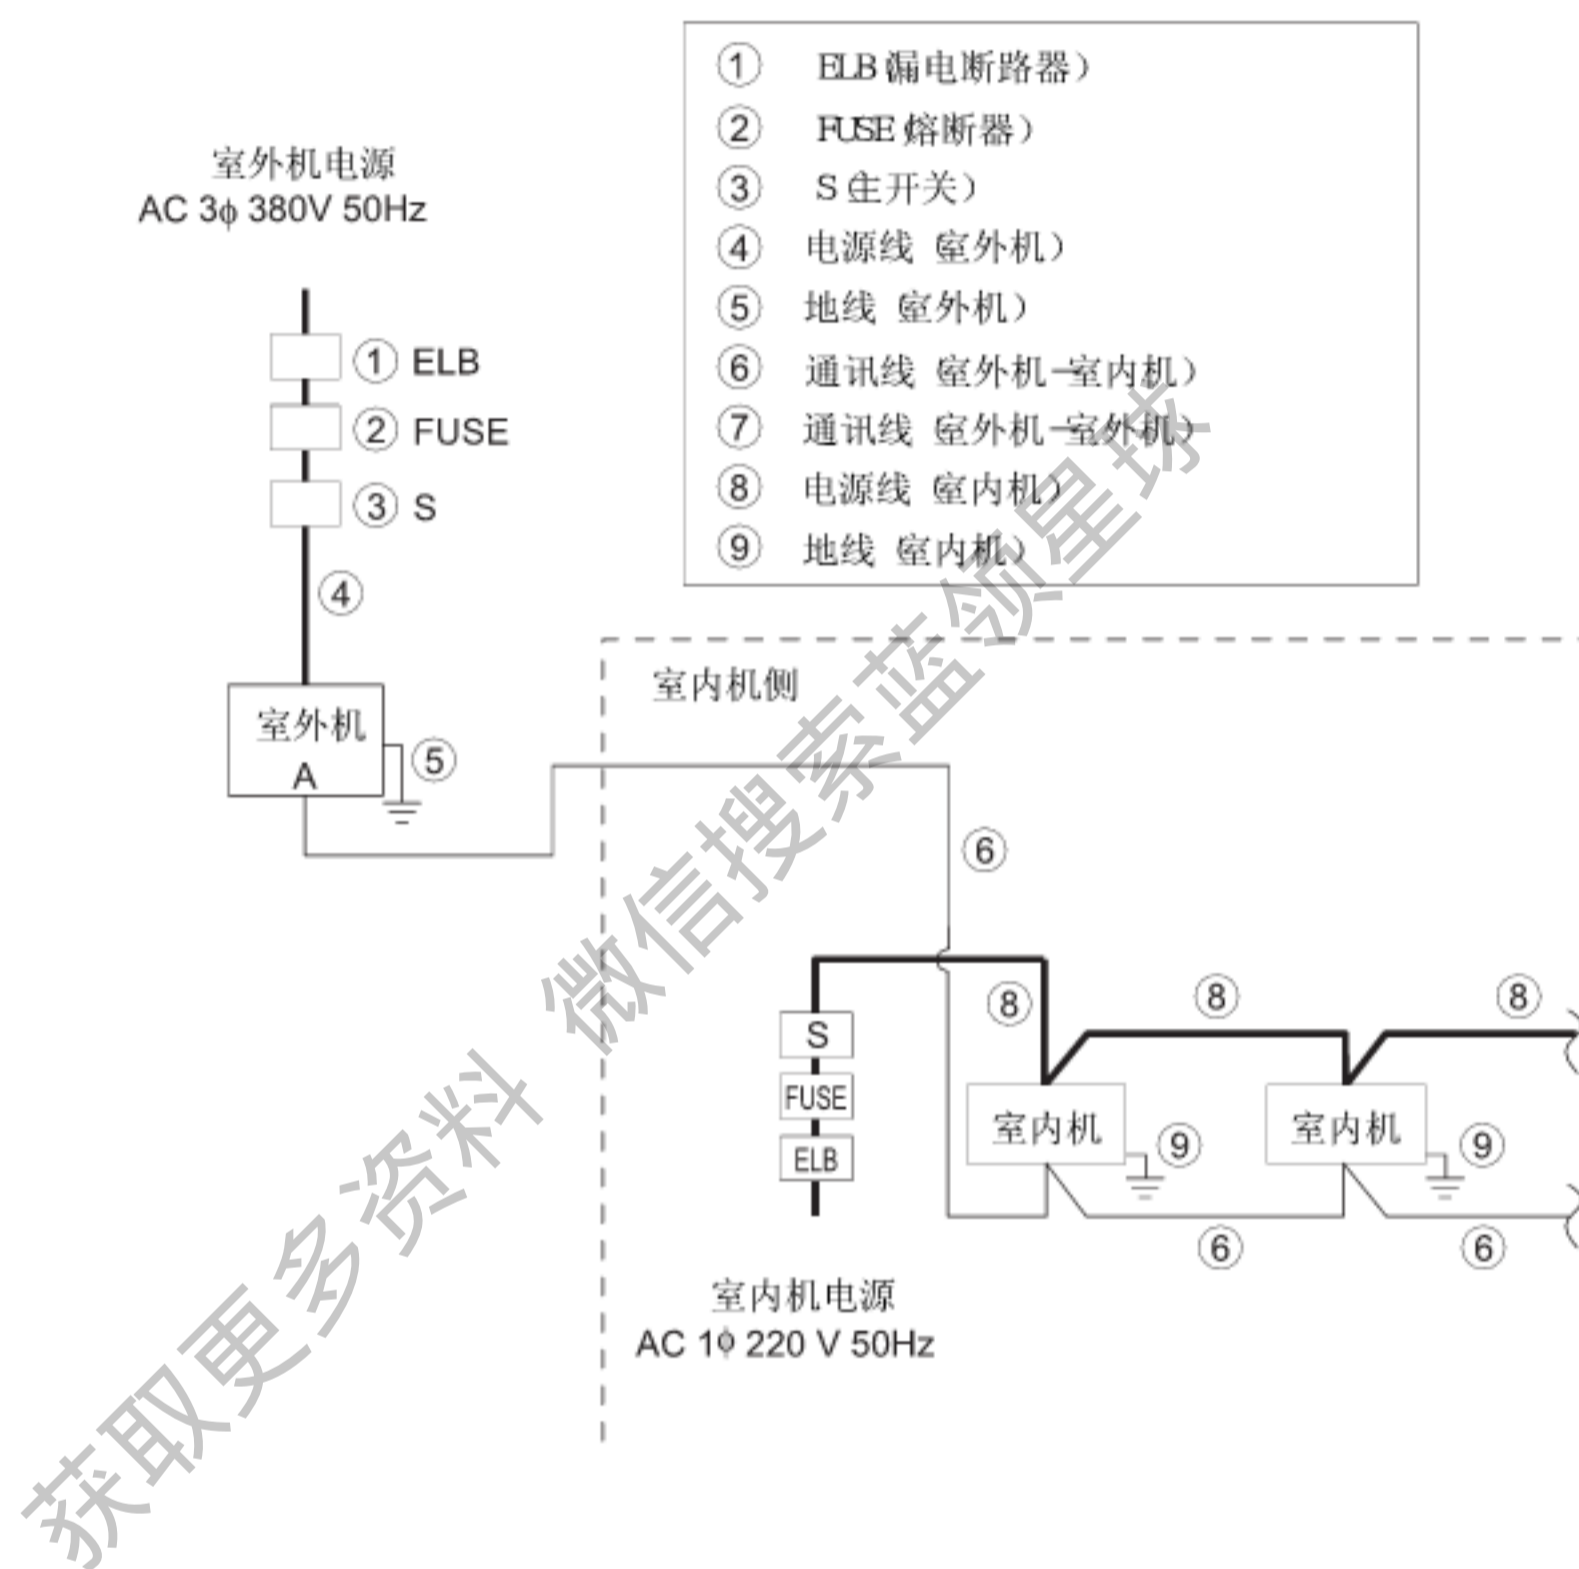 ① ELB（漏电断路器）
② FUSE（熔断器）
③ S（主开关）
④ 电源线（室外机）
⑤ 地线（室外机）
⑥ 通讯线（室外机-室内机）
⑦ 通讯线（室外机-室外机）
⑧ 电源线（室内机）
⑨ 地线（室内机）
室外机电源
AC 3ϕ 380V 50Hz
① ELB
② FUSE
③ S
④
室外机
A
⑤
室内机侧
⑥
⑧
⑧
⑧
S
FUSE
ELB
室内机
⑨
室内机
⑨
⑥
⑥
室内机电源
AC 1ϕ 220 V 50Hz
获取更多资料 微信搜索蓝领星球